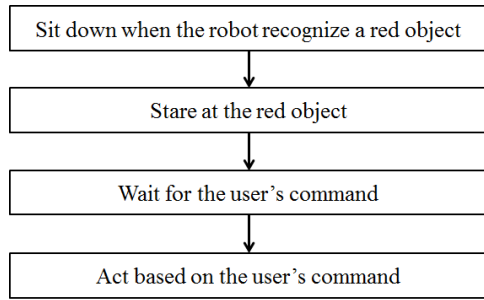 Sit down when the robot recognize a red object
Stare at the red object
Wait for the user's command
Act based on the user's command